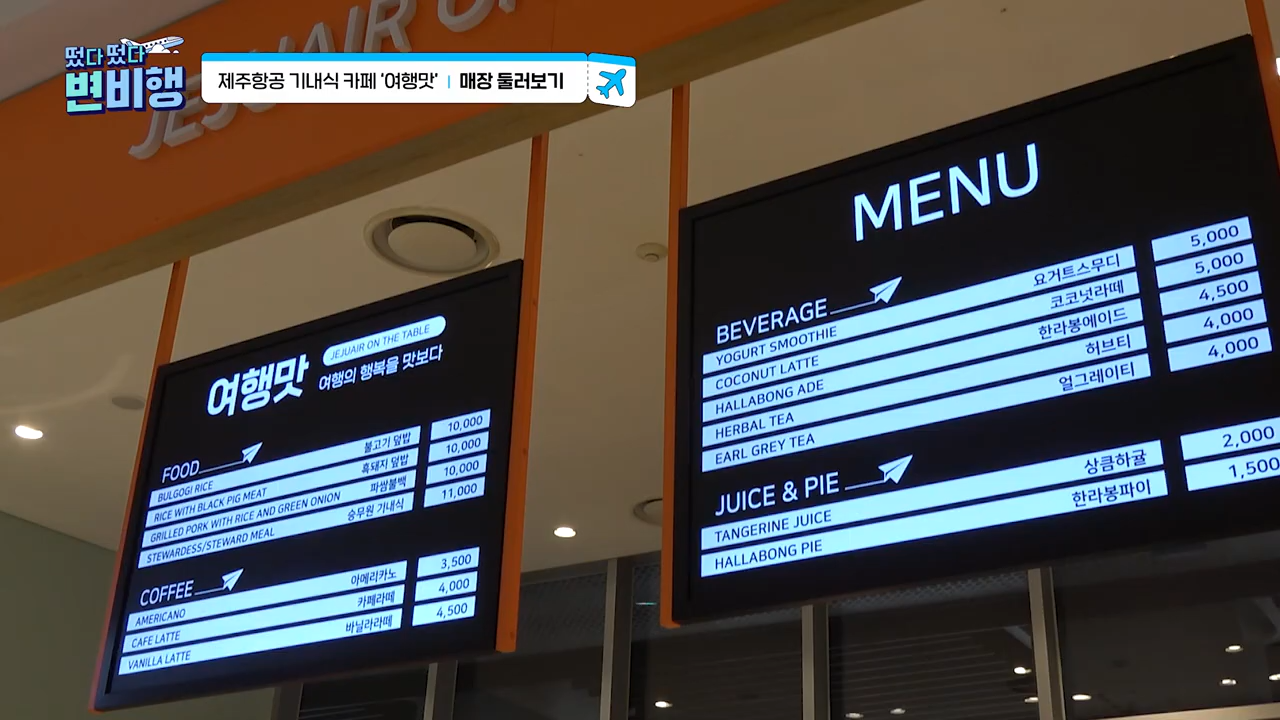 떴다 떴다
변비행
제주항공 기내식 카페 '여행맛' | 매장 둘러보기
JEJUAIR
여행맛
JEJUAIR ON THE TABLE
여행의 행복을 맛보다
FOOD
BULGOGI RICE 불고기 덮밥 10,000
RICE WITH BLACK PIG MEAT 흑돼지 덮밥 10,000
GRILLED PORK WITH RICE AND GREEN ONION 파쌈불백 10,000
STEWARDESS/STEWARD MEAL 승무원 기내식 11,000
COFFEE
AMERICANO 아메리카노 3,500
CAFE LATTE 카페라떼 4,000
VANILLA LATTE 바닐라라떼 4,500
MENU
BEVERAGE
YOGURT SMOOTHIE 요거트스무디 5,000
COCONUT LATTE 코코넛라떼 5,000
HALLABONG ADE 한라봉에이드 4,500
HERBAL TEA 허브티 4,000
EARL GREY TEA 얼그레이티 4,000
JUICE & PIE
TANGERINE JUICE 상큼하귤 2,000
HALLABONG PIE 한라봉파이 1,500